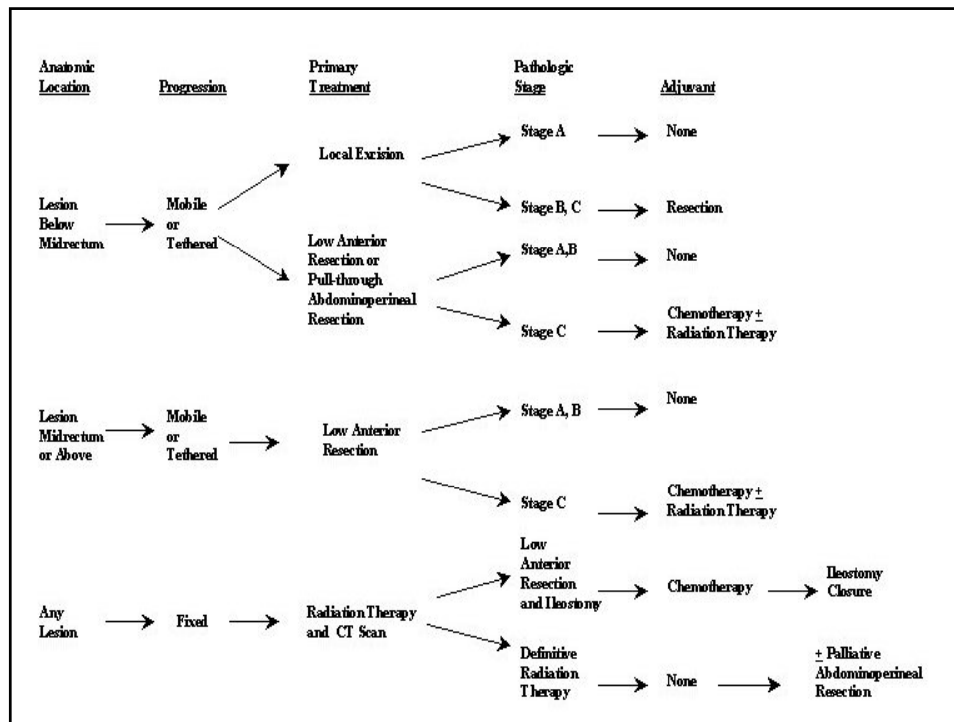 Anatomic
Location
Progression
Primary
Treatment
Pathologic
Stage
Adjuvant
Lesion
Below
Midrectum
Mobile
or
Tethered
Local Excision
Stage A
None
Stage B, C
Resection
Low Anterior
Resection or
Pull-through
Abdominoperineal
Resection
Stage A,B
None
Stage C
Chemotherapy ±
Radiation Therapy
Lesion
Midrectum
or Above
Mobile
or
Tethered
Low Anterior
Resection
Stage A, B
None
Stage C
Chemotherapy ±
Radiation Therapy
Any
Lesion
Fixed
Radiation Therapy
and CT Scan
Low
Anterior
Resection
and Ileostomy
Chemotherapy
Ileostomy
Closure
Definitive
Radiation
Therapy
None
± Palliative
Abdominoperineal
Resection